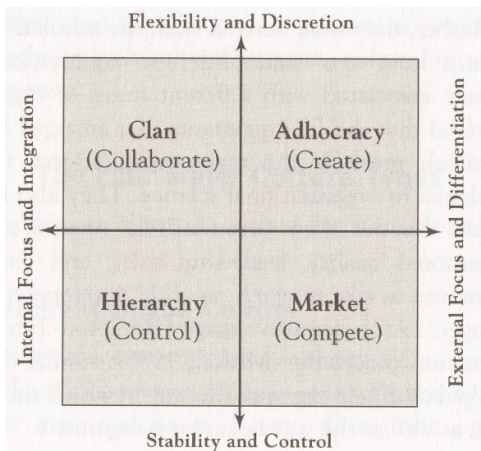 Flexibility and Discretion
Internal Focus and Integration
Clan
(Collaborate)
Adhocracy
(Create)
External Focus and Differentiation
Hierarchy
(Control)
Market
(Compete)
Stability and Control